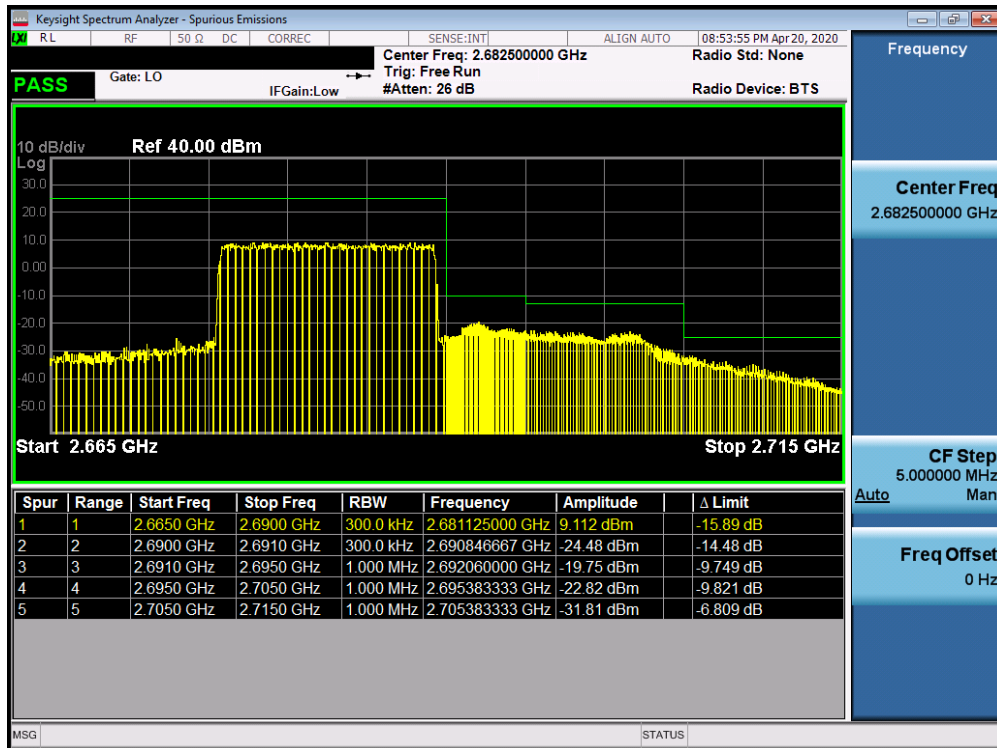 Keysight Spectrum Analyzer - Spurious Emissions
LXI RL RF 50 Ω DC CORREC SENSE:INT ALIGN AUTO 08:53:55 PM Apr 20, 2020
Center Freq: 2.682500000 GHz Radio Std: None
Gate: LO Trig: Free Run
PASS IFGain:Low #Atten: 26 dB Radio Device: BTS
10 dB/div Ref 40.00 dBm
Log
30.0
20.0
10.0
0.00
-10.0
-20.0
-30.0
-40.0
-50.0
Start 2.665 GHz Stop 2.715 GHz
Spur Range Start Freq Stop Freq RBW Frequency Amplitude Δ Limit
1 1 2.6650 GHz 2.6900 GHz 300.0 kHz 2.681125000 GHz 9.112 dBm -15.89 dB
2 2 2.6900 GHz 2.6910 GHz 300.0 kHz 2.690846667 GHz -24.48 dBm -14.48 dB
3 3 2.6910 GHz 2.6950 GHz 1.000 MHz 2.692060000 GHz -19.75 dBm -9.749 dB
4 4 2.6950 GHz 2.7050 GHz 1.000 MHz 2.695383333 GHz -22.82 dBm -9.821 dB
5 5 2.7050 GHz 2.7150 GHz 1.000 MHz 2.705383333 GHz -31.81 dBm -6.809 dB
Frequency
Center Freq
2.682500000 GHz
CF Step
5.000000 MHz
Auto Man
Freq Offset
0 Hz
MSG STATUS